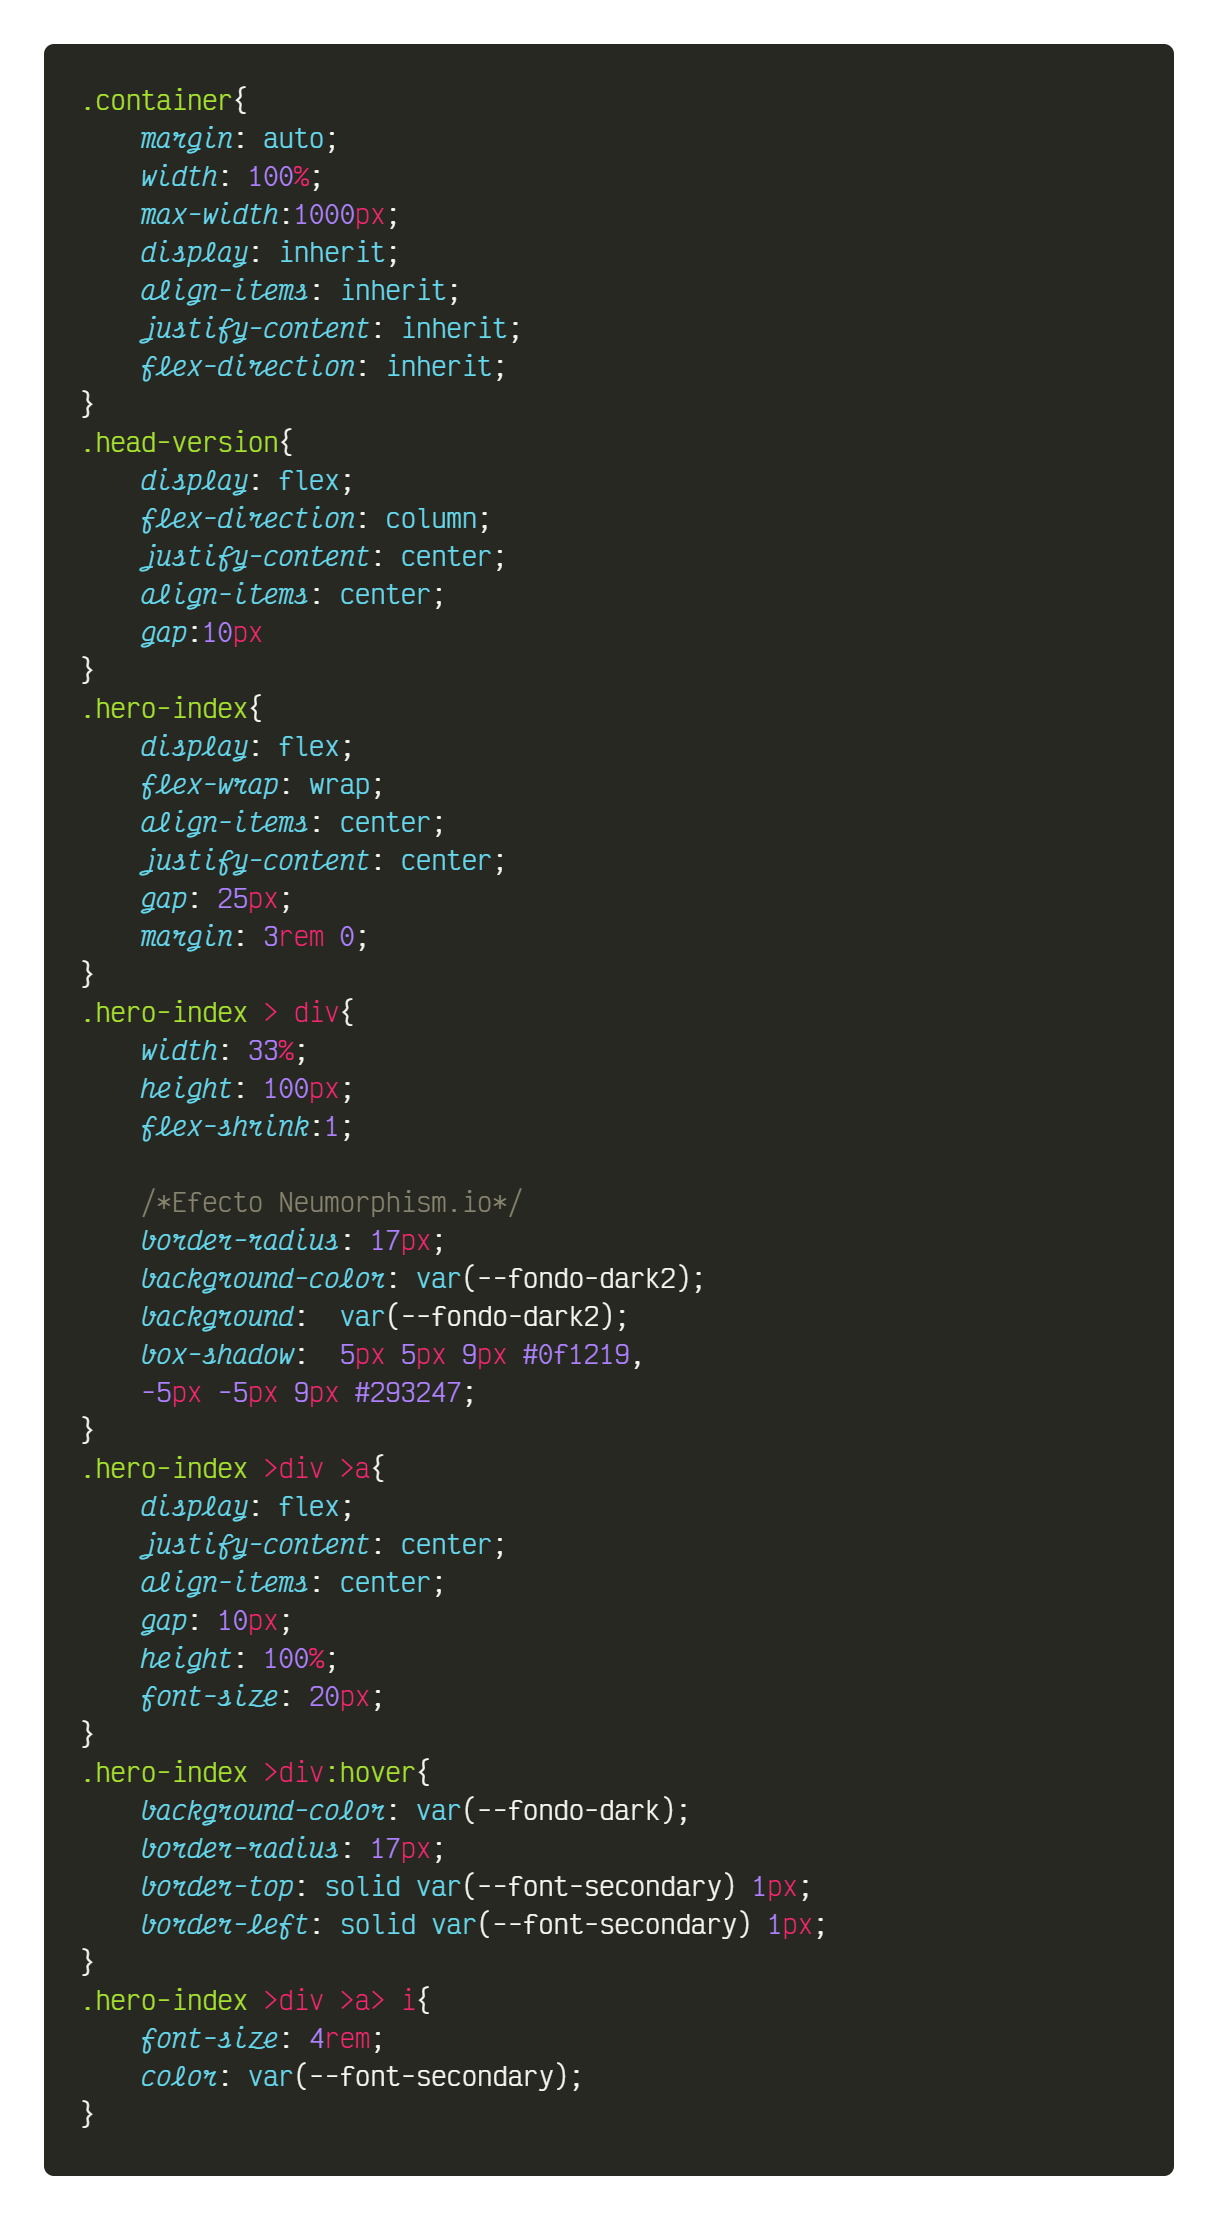 .container{
    margin: auto;
    width: 100%;
    max-width:1000px;
    display: inherit;
    align-items: inherit;
    justify-content: inherit;
    flex-direction: inherit;
}
.head-version{
    display: flex;
    flex-direction: column;
    justify-content: center;
    align-items: center;
    gap:10px
}
.hero-index{
    display: flex;
    flex-wrap: wrap;
    align-items: center;
    justify-content: center;
    gap: 25px;
    margin: 3rem 0;
}
.hero-index > div{
    width: 33%;
    height: 100px;
    flex-shrink:1;

    /*Efecto Neumorphism.io*/
    border-radius: 17px;
    background-color: var(--fondo-dark2);
    background:  var(--fondo-dark2);
    box-shadow:  5px 5px 9px #0f1219,
    -5px -5px 9px #293247;
}
.hero-index >div >a{
    display: flex;
    justify-content: center;
    align-items: center;
    gap: 10px;
    height: 100%;
    font-size: 20px;
}
.hero-index >div:hover{
    background-color: var(--fondo-dark);
    border-radius: 17px;
    border-top: solid var(--font-secondary) 1px;
    border-left: solid var(--font-secondary) 1px;
}
.hero-index >div >a> i{
    font-size: 4rem;
    color: var(--font-secondary);
}